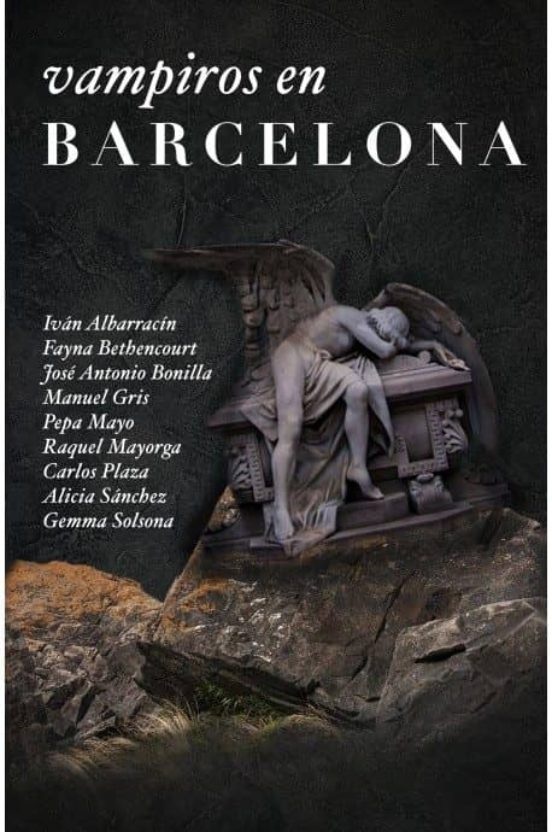 vampiros en
BARCELONA
Iván Albarracín
Fayna Bethencourt
José Antonio Bonilla
Manuel Gris
Pepa Mayo
Raquel Mayorga
Carlos Plaza
Alicia Sánchez
Gemma Solsona